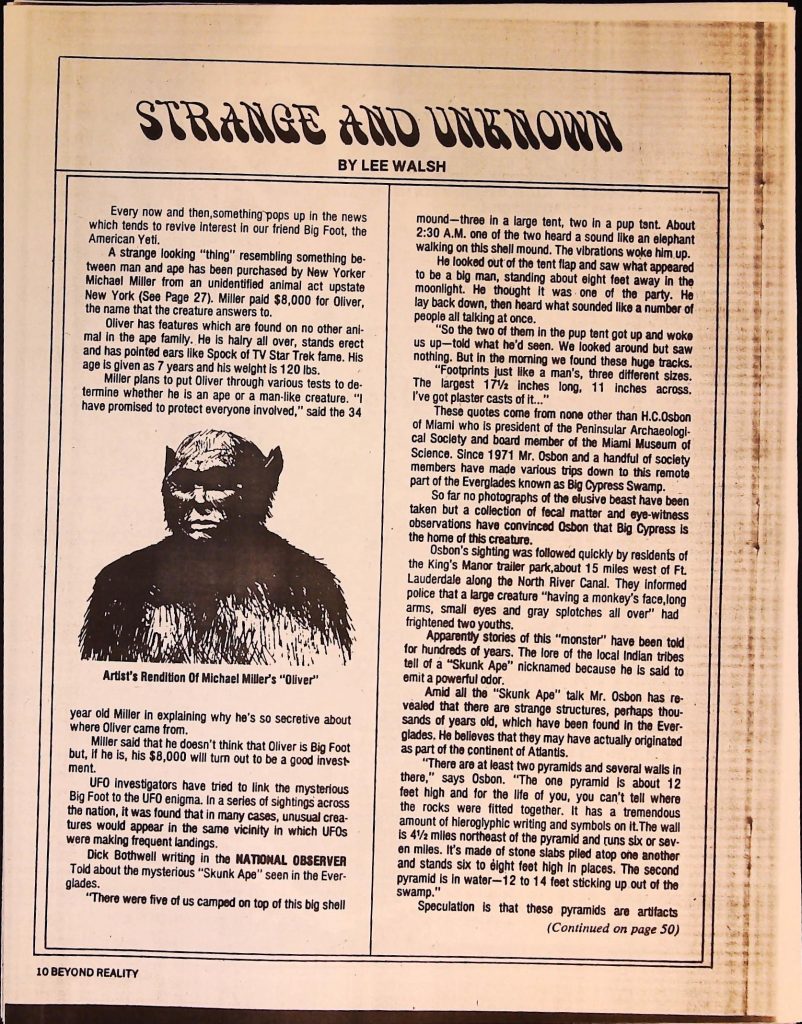 STRANGE AND UNKNOWN
BY LEE WALSH
Every now and then,something pops up in the news
which tends to revive interest in our friend Big Foot, the
American Yeti.
A strange looking "thing" resembling something be-
tween man and ape has been purchased by New Yorker
Michael Miller from an unidentified animal act upstate
New York (See Page 27). Miller paid $8,000 for Oliver,
the name that the creature answers to.
Oliver has features which are found on no other ani-
mal in the ape family. He is hairy all over, stands erect
and has pointed ears like Spock of TV Star Trek fame. His
age is given as 7 years and his weight is 120 lbs.
Miller plans to put Oliver through various tests to de-
termine whether he is an ape or a man-like creature. "I
have promised to protect everyone involved," said the 34
Artist's Rendition Of Michael Miller's "Oliver"
year old Miller in explaining why he's so secretive about
where Oliver came from.
Miller said that he doesn't think that Oliver is Big Foot
but, if he is, his $8,000 will turn out to be a good invest-
ment.
UFO investigators have tried to link the mysterious
Big Foot to the UFO enigma. In a series of sightings across
the nation, it was found that in many cases, unusual crea-
tures would appear in the same vicinity in which UFOs
were making frequent landings.
Dick Bothwell writing in the NATIONAL OBSERVER
Told about the mysterious "Skunk Ape" seen in the Ever-
glades.
"There were five of us camped on top of this big shell
mound—three in a large tent, two in a pup tent. About
2:30 A.M. one of the two heard a sound like an elephant
walking on this shell mound. The vibrations woke him up.
He looked out of the tent flap and saw what appeared
to be a big man, standing about eight feet away in the
moonlight. He thought it was one of the party. He
lay back down, then heard what sounded like a number of
people all talking at once.
"So the two of them in the pup tent got up and woke
us up—told what he'd seen. We looked around but saw
nothing. But in the morning we found these huge tracks.
"Footprints just like a man's, three different sizes.
The largest 17½ inches long, 11 inches across.
I've got plaster casts of it..."
These quotes come from none other than H.C.Osbon
of Miami who is president of the Peninsular Archaeologi-
cal Society and board member of the Miami Museum of
Science. Since 1971 Mr. Osbon and a handful of society
members have made various trips down to this remote
part of the Everglades known as Big Cypress Swamp.
So far no photographs of the elusive beast have been
taken but a collection of fecal matter and eye-witness
observations have convinced Osbon that Big Cypress is
the home of this creature.
Osbon's sighting was followed quickly by residents of
the King's Manor trailer park,about 15 miles west of Ft.
Lauderdale along the North River Canal. They informed
police that a large creature "having a monkey's face,long
arms, small eyes and gray splotches all over" had
frightened two youths.
Apparently stories of this "monster" have been told
for hundreds of years. The lore of the local Indian tribes
tell of a "Skunk Ape" nicknamed because he is said to
emit a powerful odor.
Amid all the "Skunk Ape" talk Mr. Osbon has re-
vealed that there are strange structures, perhaps thou-
sands of years old, which have been found in the Ever-
glades. He believes that they may have actually originated
as part of the continent of Atlantis.
"There are at least two pyramids and several walls in
there," says Osbon. "The one pyramid is about 12
feet high and for the life of you, you can't tell where
the rocks were fitted together. It has a tremendous
amount of hieroglyphic writing and symbols on it.The wall
is 4½ miles northeast of the pyramid and runs six or sev-
en miles. It's made of stone slabs piled atop one another
and stands six to eight feet high in places. The second
pyramid is in water—12 to 14 feet sticking up out of the
swamp."
Speculation is that these pyramids are artifacts
(Continued on page 50)
10 BEYOND REALITY